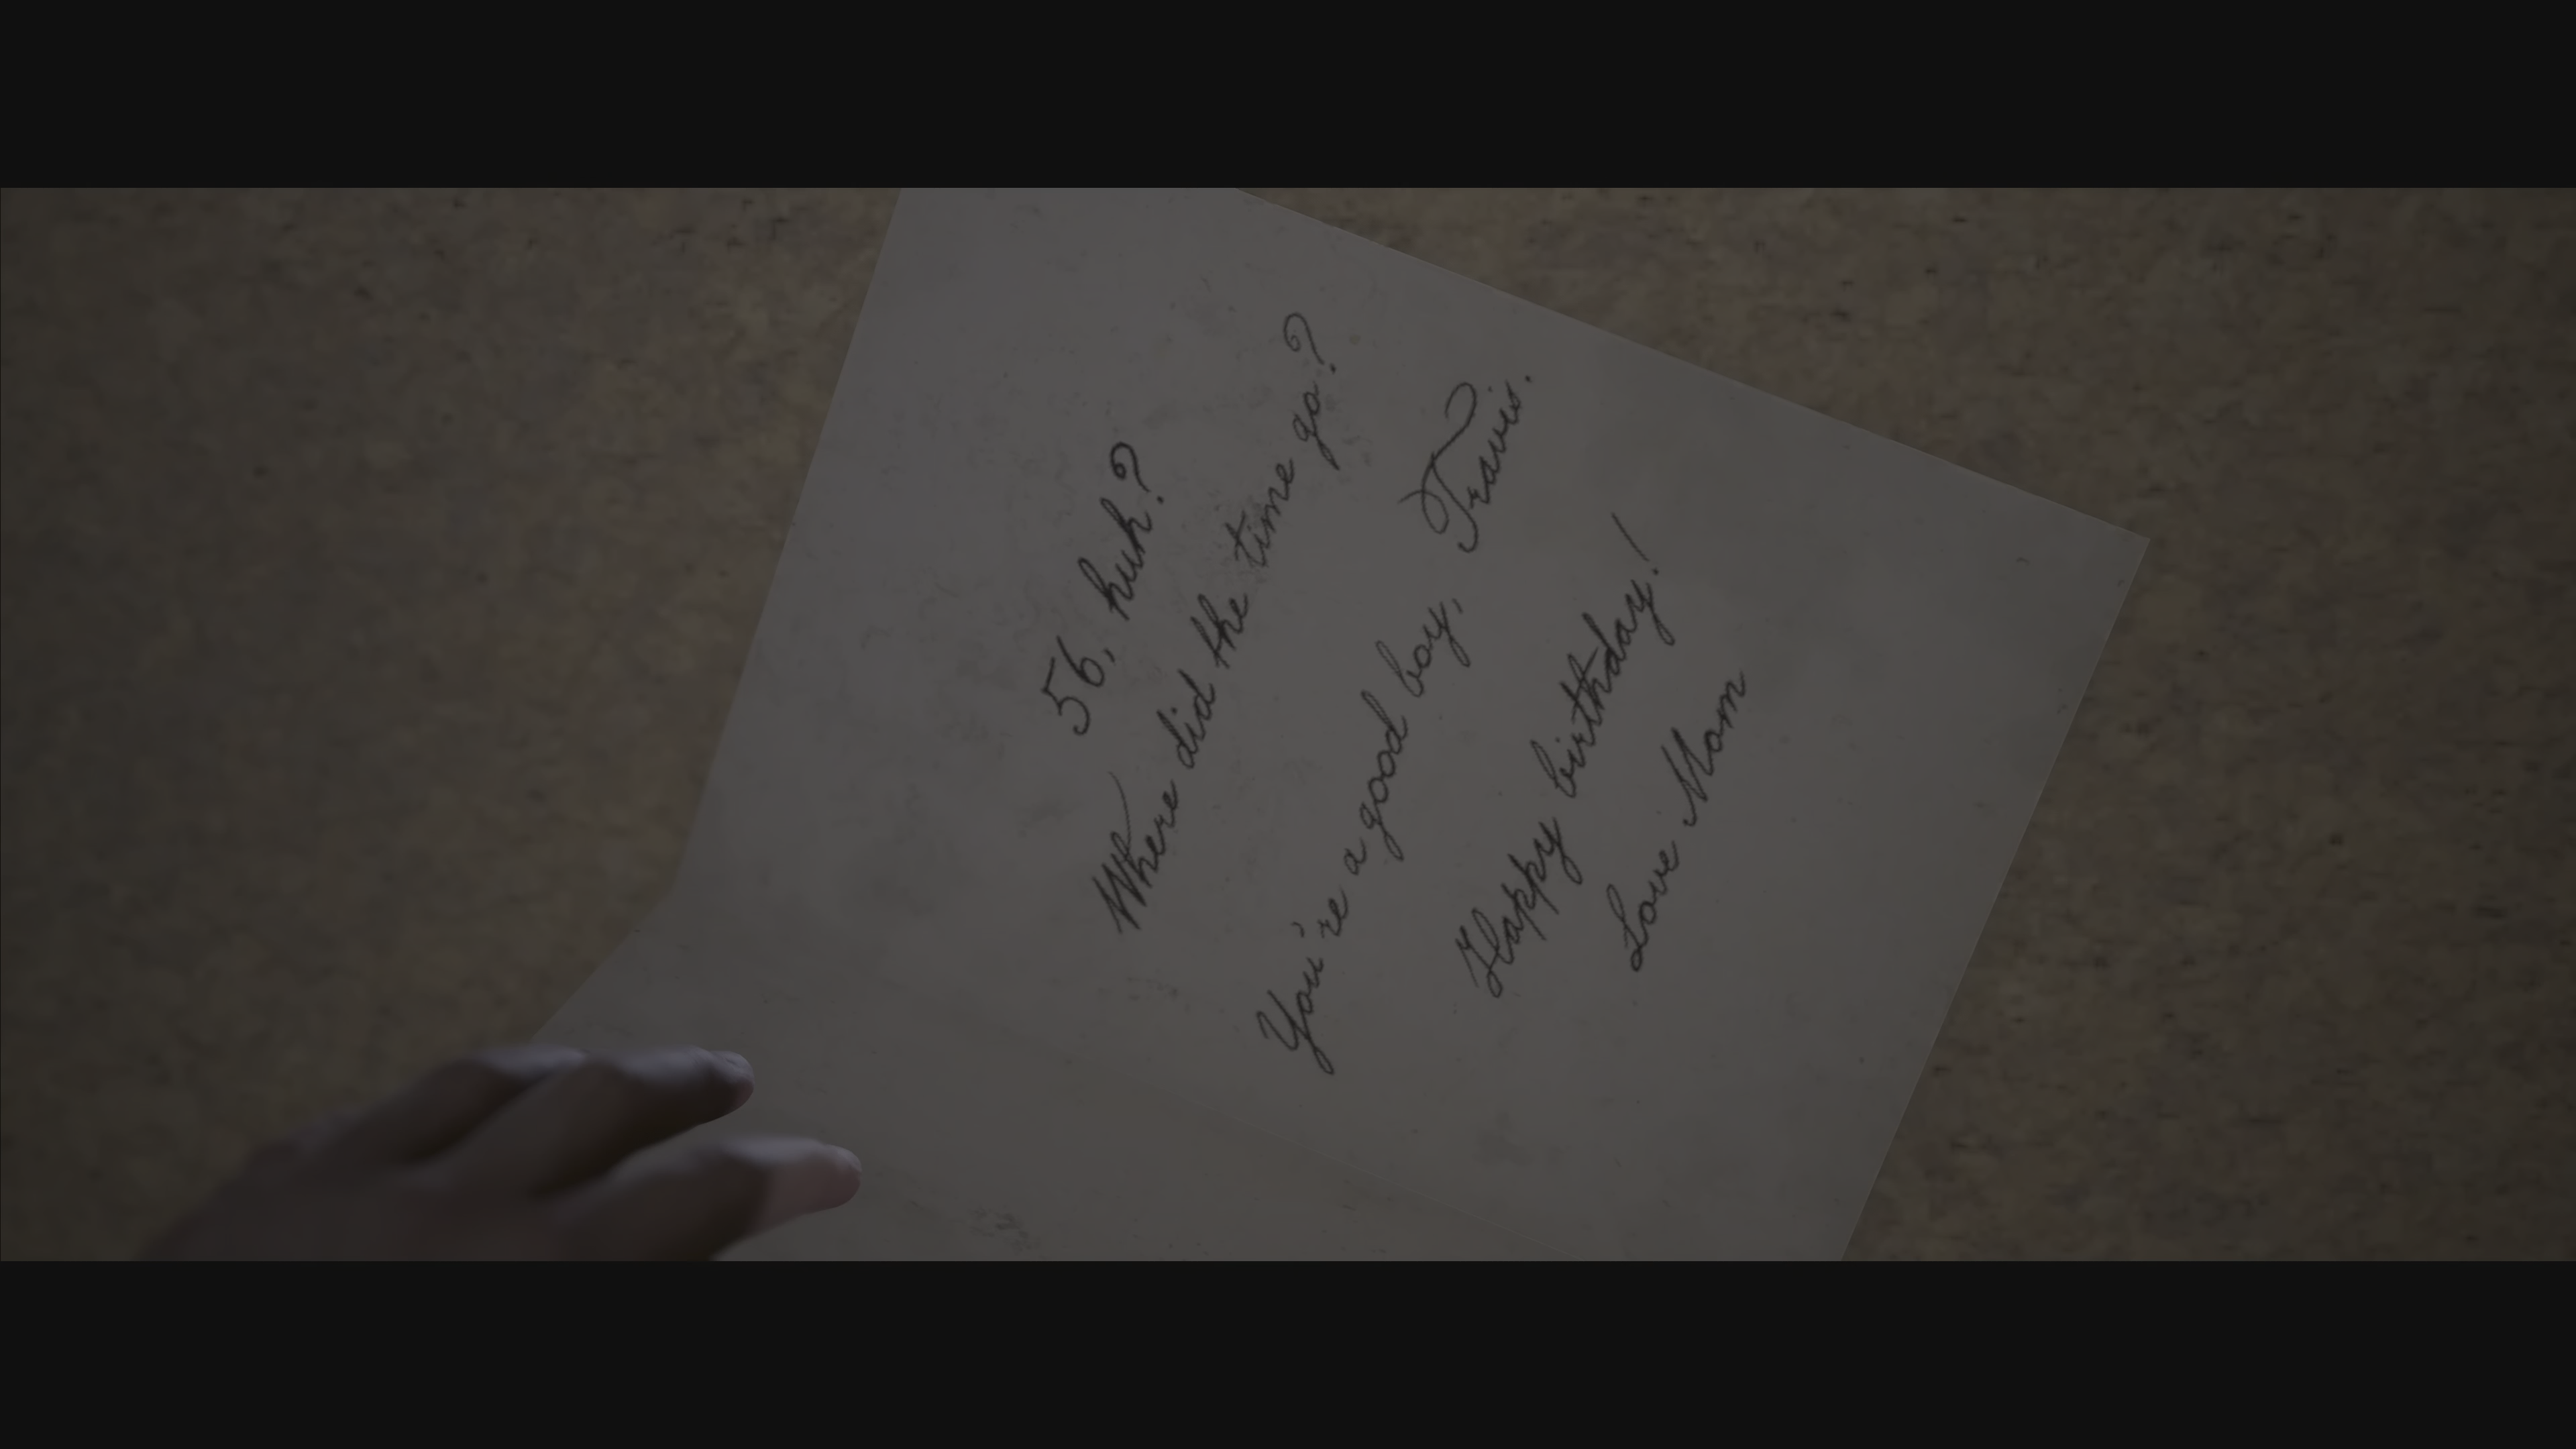 56, huh?
Where did the time go?
You're a good boy, Travis.
Happy birthday!
Love Mom